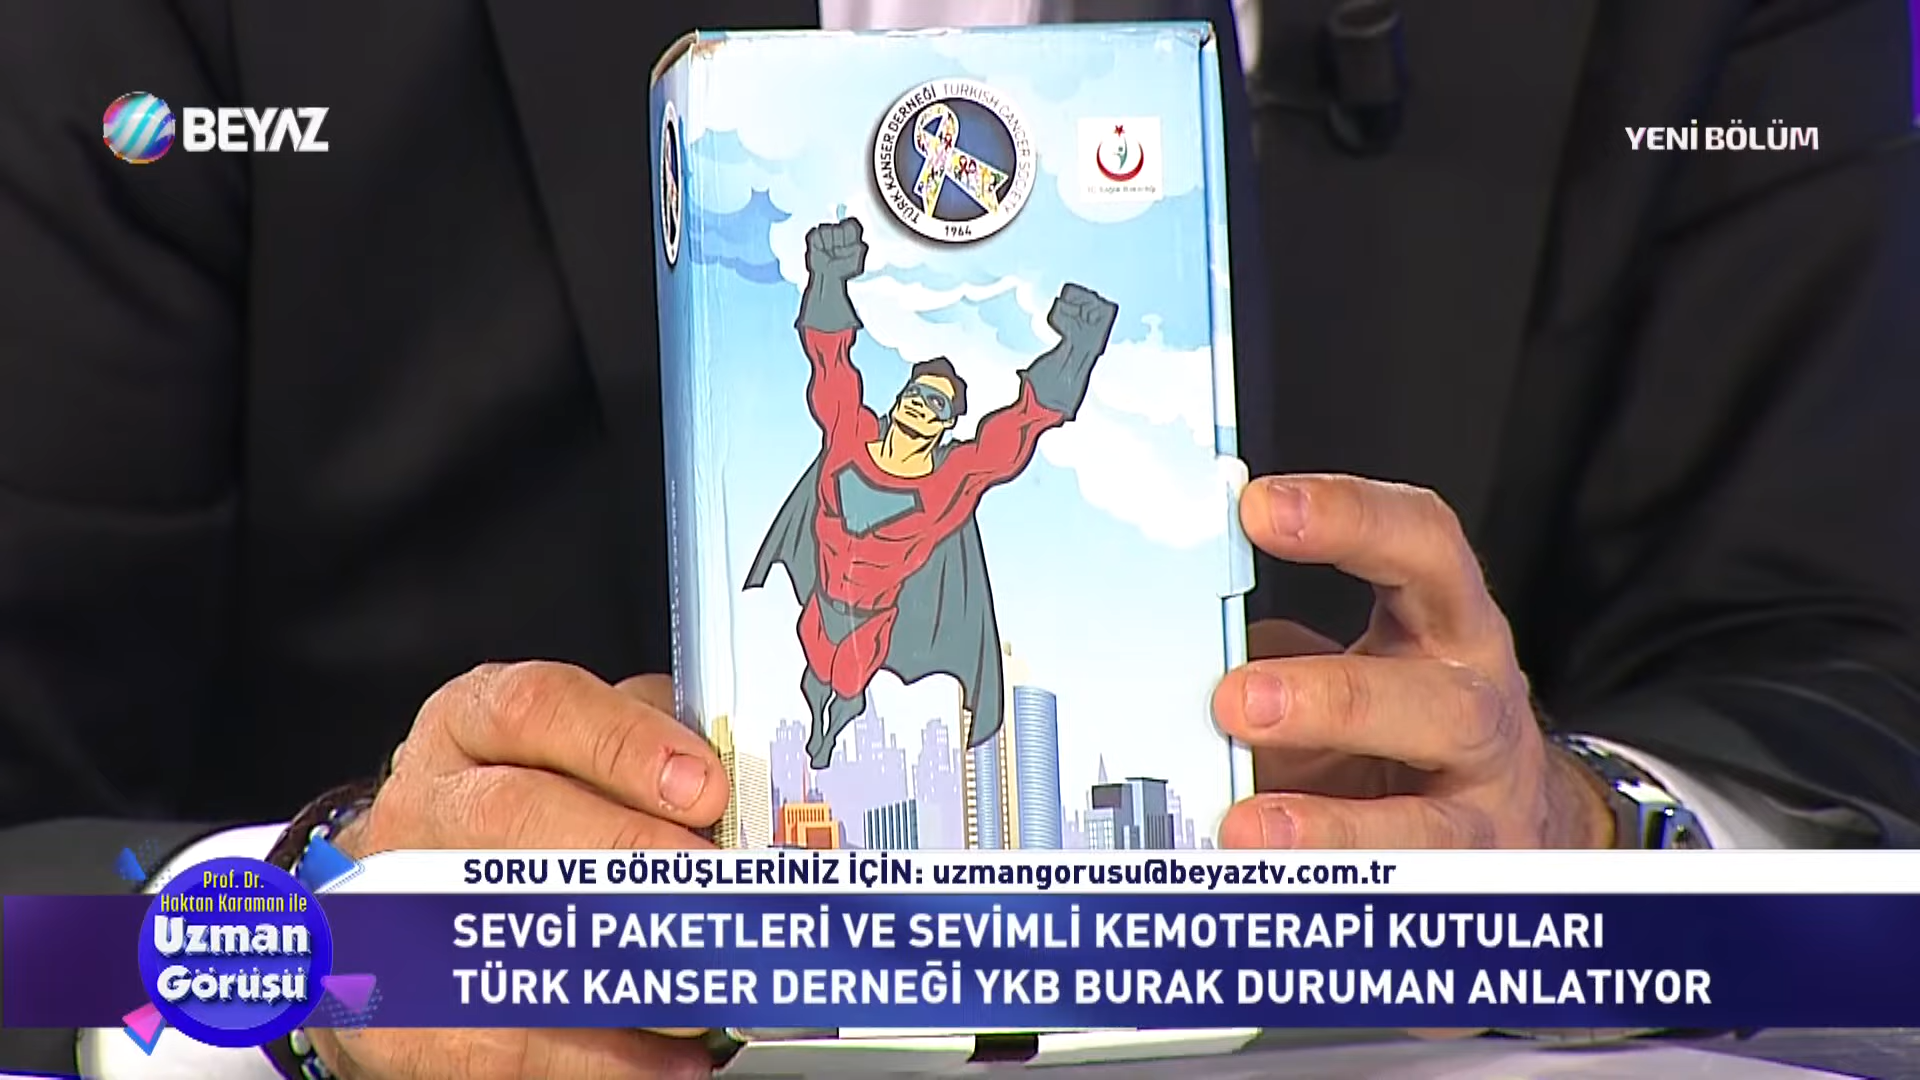 BEYAZ
YENİ BÖLÜM
TÜRK KANSER DERNEĞİ TURKISH CANCER SOCIETY
1964
SORU VE GÖRÜŞLERİNİZ İÇİN: uzmangorusu@beyaztv.com.tr
Prof. Dr.
Haktan Karaman ile
Uzman
Görüşü
SEVGİ PAKETLERİ VE SEVİMLİ KEMOTERAPİ KUTULARI
TÜRK KANSER DERNEĞİ YKB BURAK DURUMAN ANLATIYOR